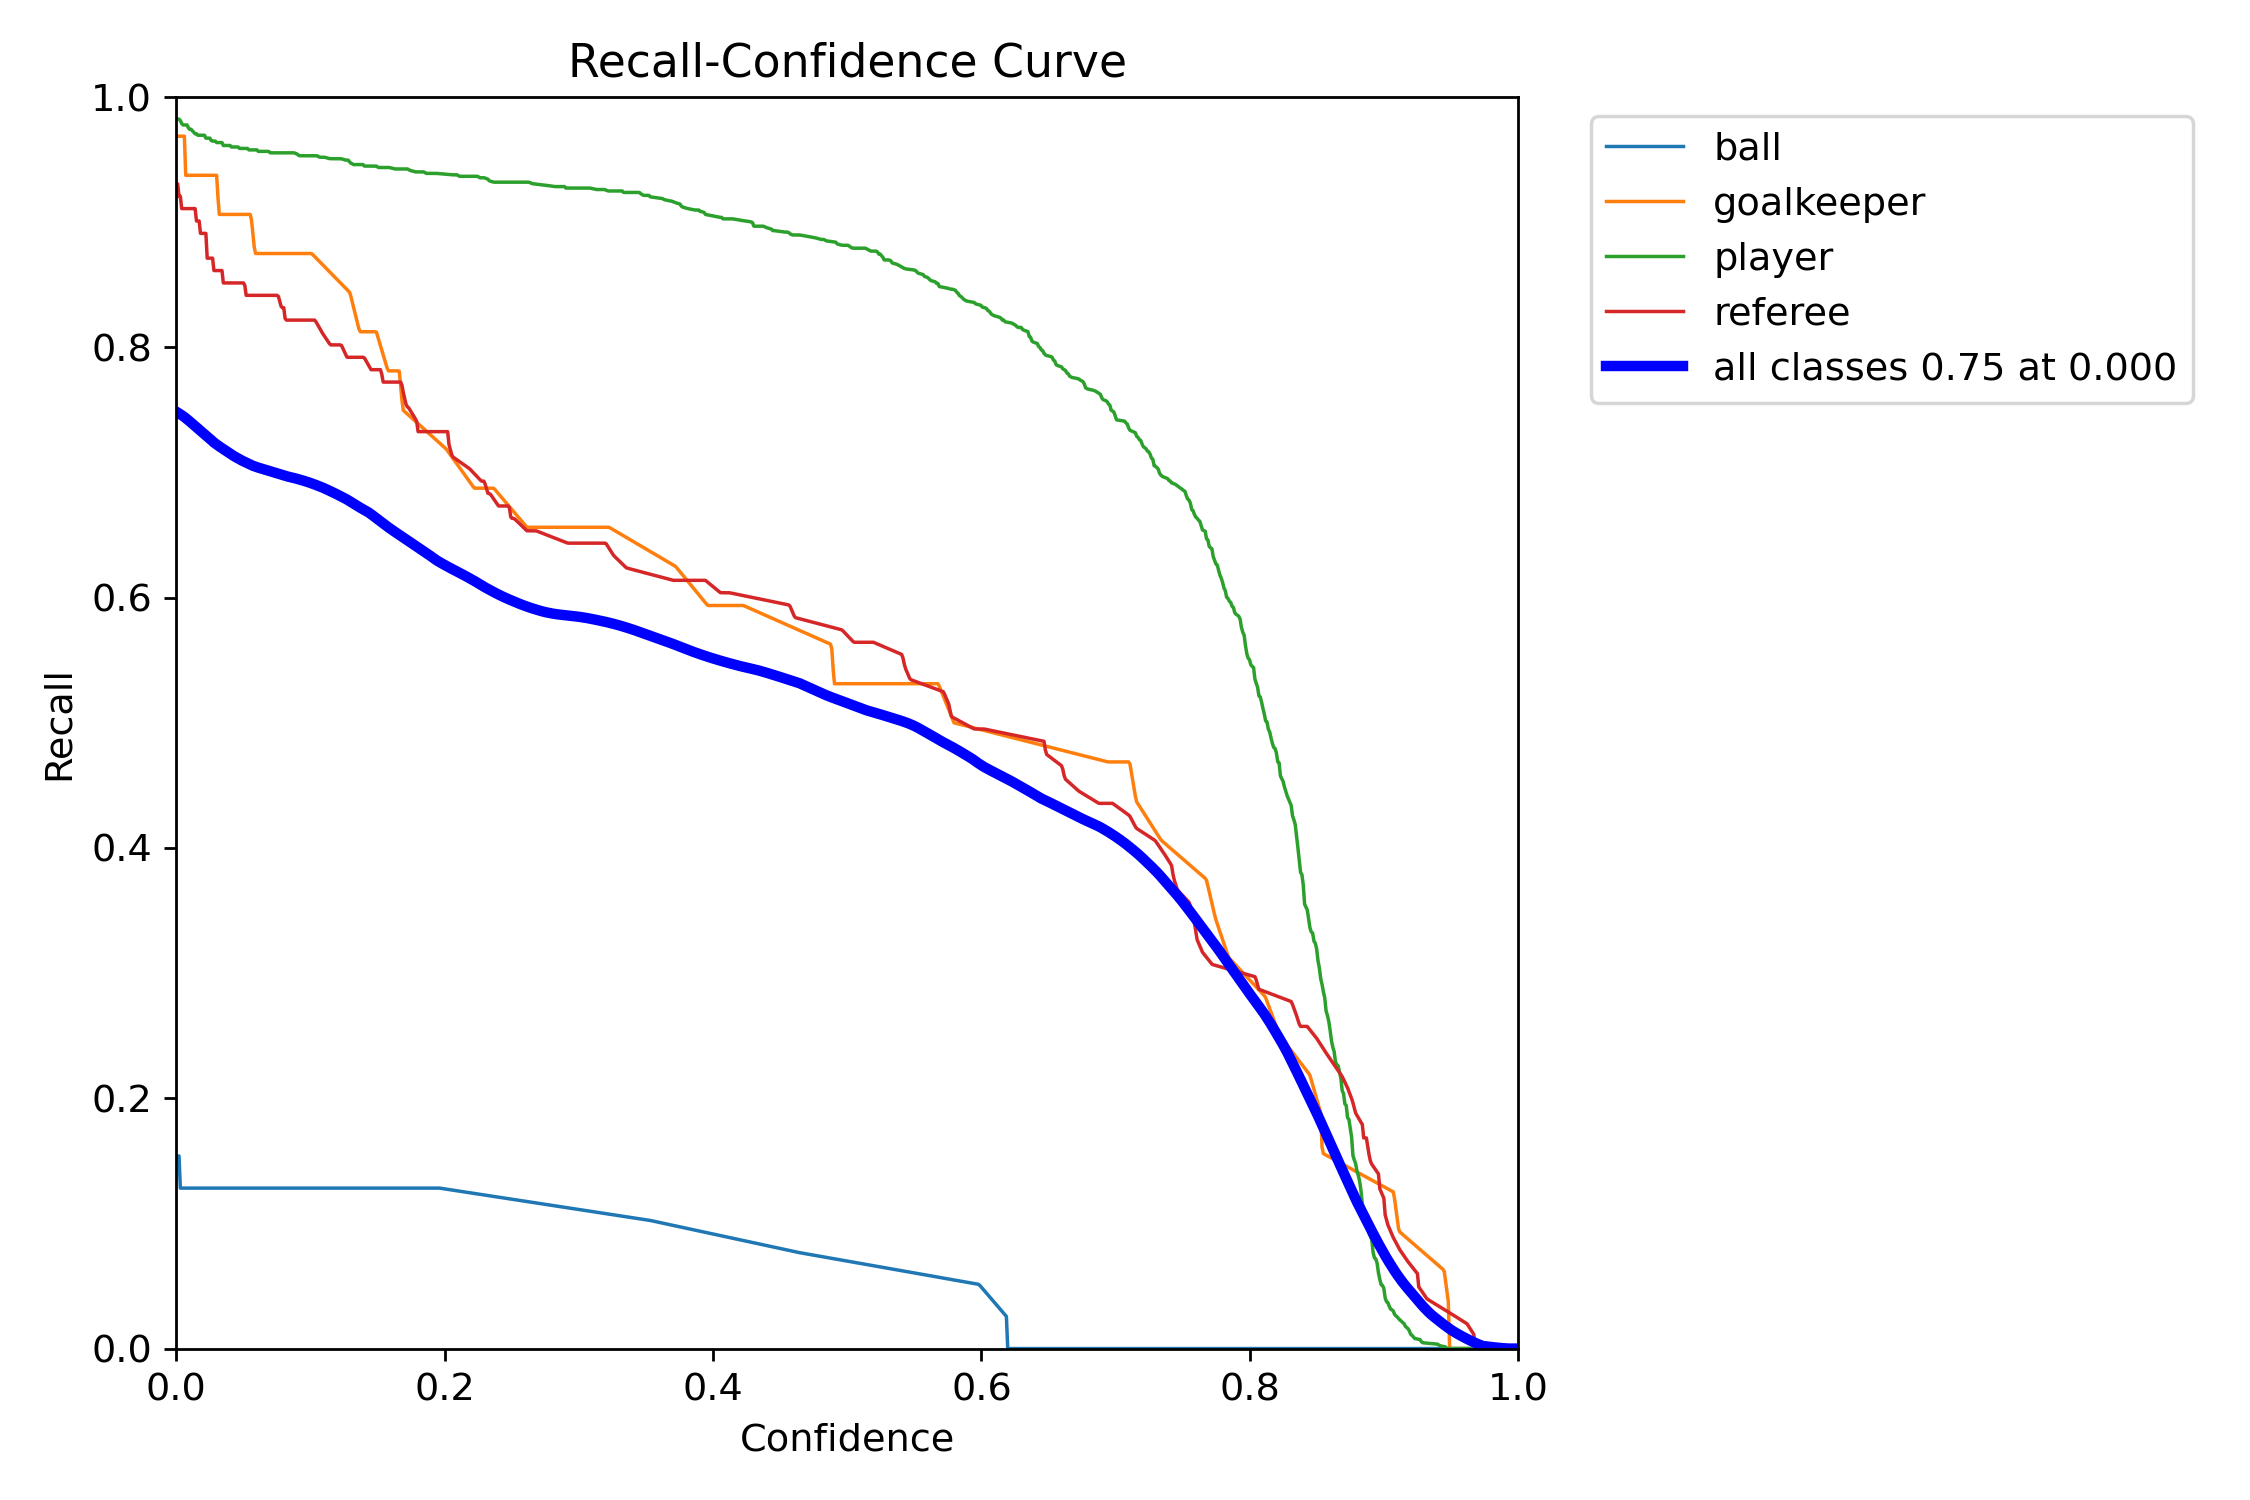 Recall-Confidence Curve
1.0
0.8
0.6
0.4
0.2
0.0
Recall
0.0 0.2 0.4 0.6 0.8 1.0
Confidence
ball
goalkeeper
player
referee
all classes 0.75 at 0.000